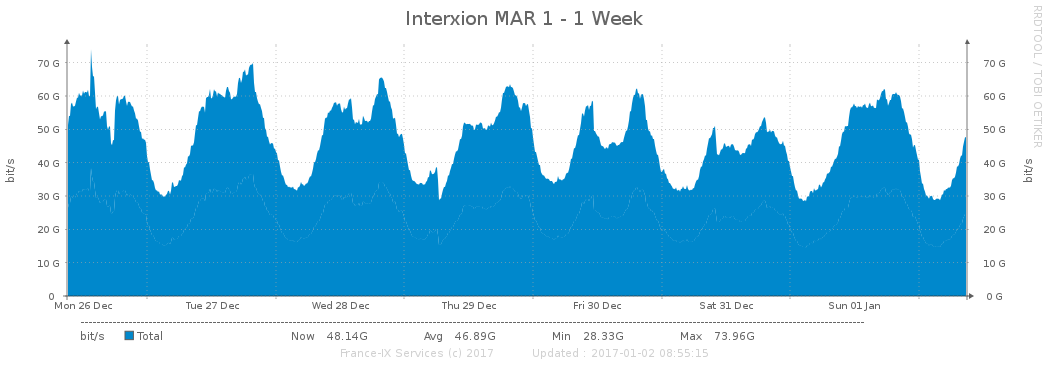 Interxion MAR 1 - 1 Week
RRDTOOL / TOBI OETIKER
bit/s
bit/s
70 G 70 G
60 G 60 G
50 G 50 G
40 G 40 G
30 G 30 G
20 G 20 G
10 G 10 G
0 0 G
Mon 26 Dec Tue 27 Dec Wed 28 Dec Thu 29 Dec Fri 30 Dec Sat 31 Dec Sun 01 Jan
bit/s Total Now 48.14G Avg 46.89G Min 28.33G Max 73.96G
France-IX Services (c) 2017 Updated : 2017-01-02 08:55:15